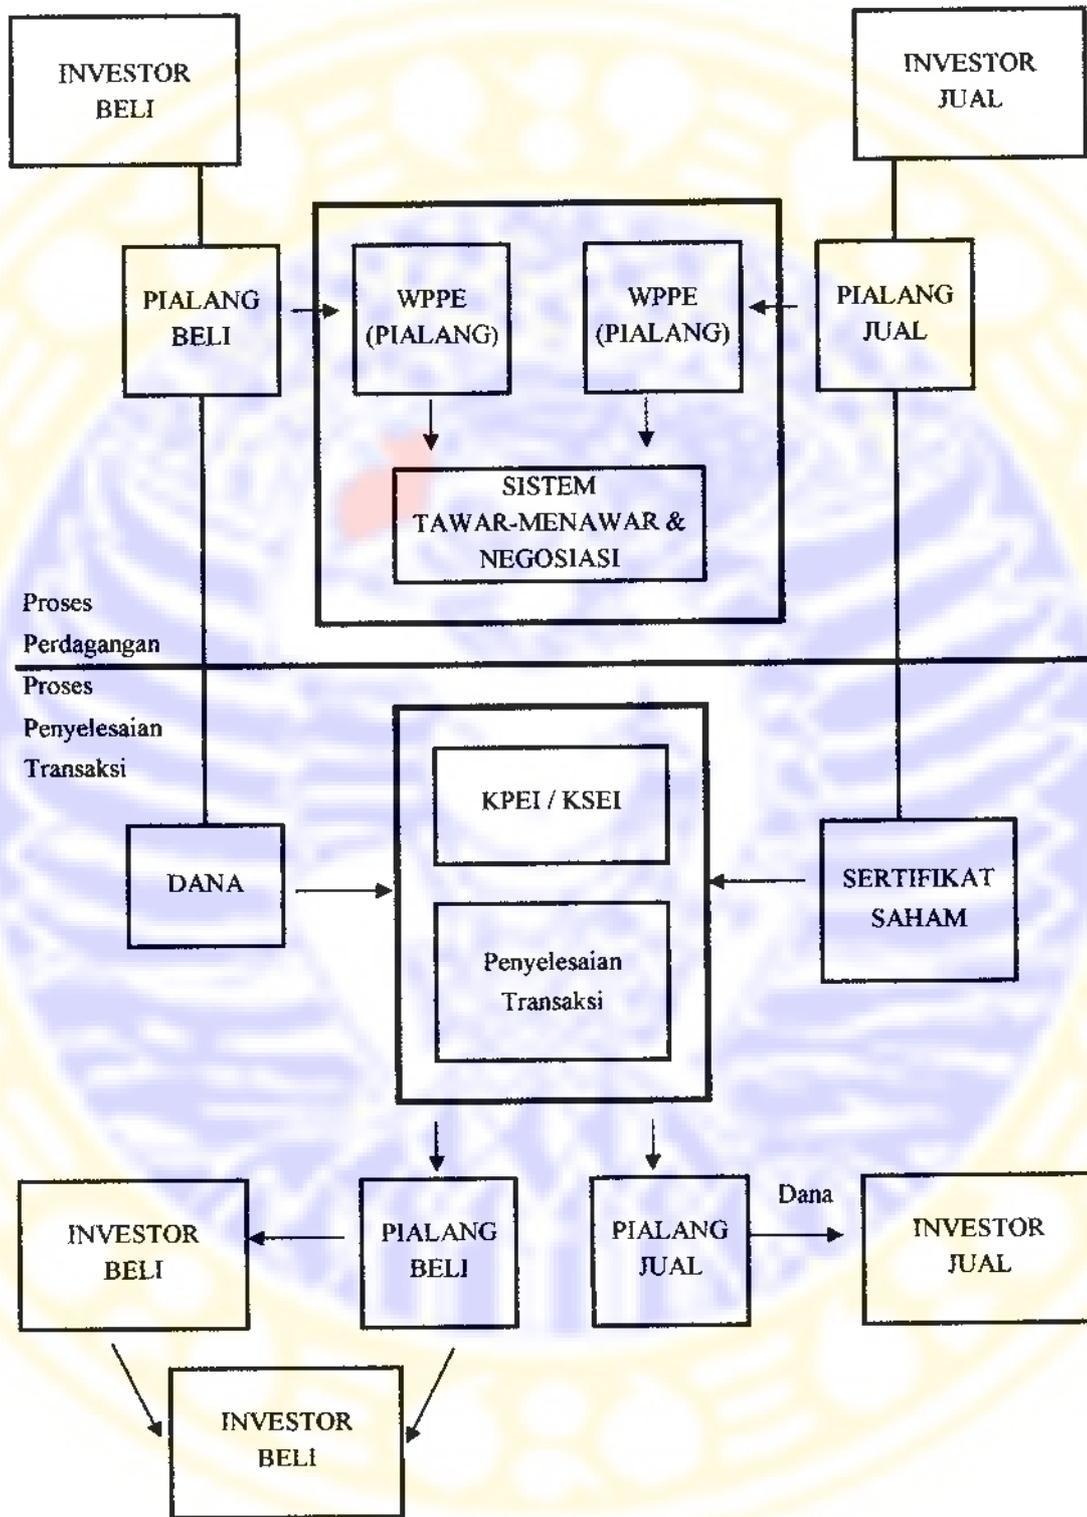 INVESTOR
BELI
INVESTOR
JUAL
PIALANG
BELI
WPPE
(PIALANG)
WPPE
(PIALANG)
PIALANG
JUAL
SISTEM
TAWAR-MENAWAR &
NEGOSIASI
Proses
Perdagangan
Proses
Penyelesaian
Transaksi
KPEI / KSEI
DANA
SERTIFIKAT
SAHAM
Penyelesaian
Transaksi
INVESTOR
BELI
PIALANG
BELI
PIALANG
JUAL
Dana
INVESTOR
JUAL
INVESTOR
BELI